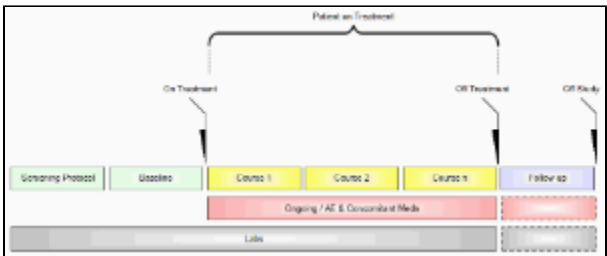 Patient on Treatment
On Treatment
Off Treatment
Off Study
Screening Protocol
Baseline
Course 1
Course 2
Course n
Follow up
Ongoing / AE & Concomitant Meds
Labs